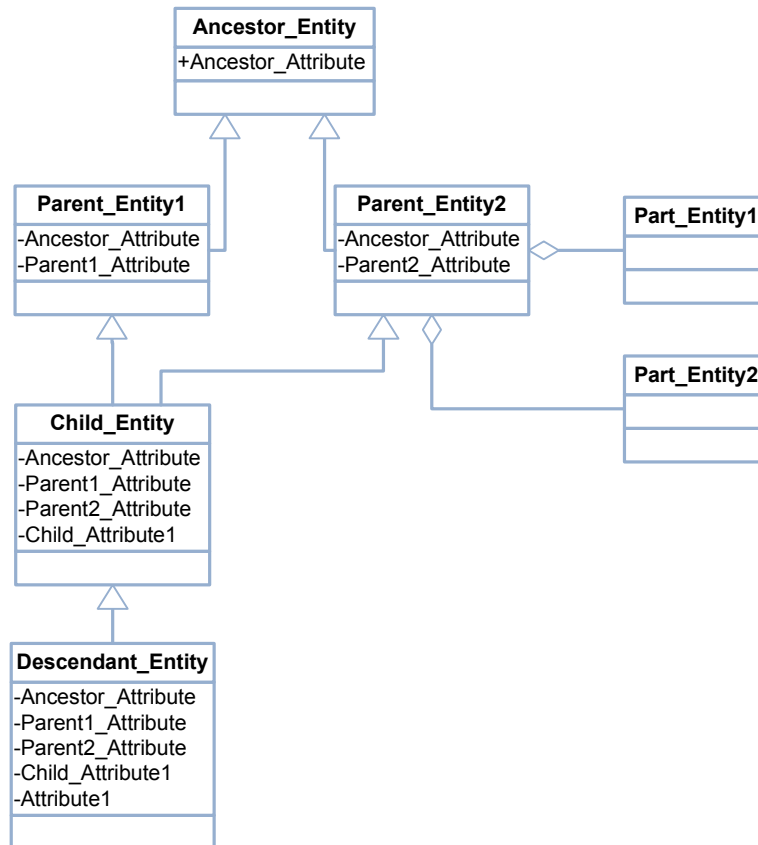 Ancestor_Entity
+Ancestor_Attribute
Parent_Entity1
-Ancestor_Attribute
-Parent1_Attribute
Parent_Entity2
-Ancestor_Attribute
-Parent2_Attribute
Part_Entity1
Part_Entity2
Child_Entity
-Ancestor_Attribute
-Parent1_Attribute
-Parent2_Attribute
-Child_Attribute1
Descendant_Entity
-Ancestor_Attribute
-Parent1_Attribute
-Parent2_Attribute
-Child_Attribute1
-Attribute1